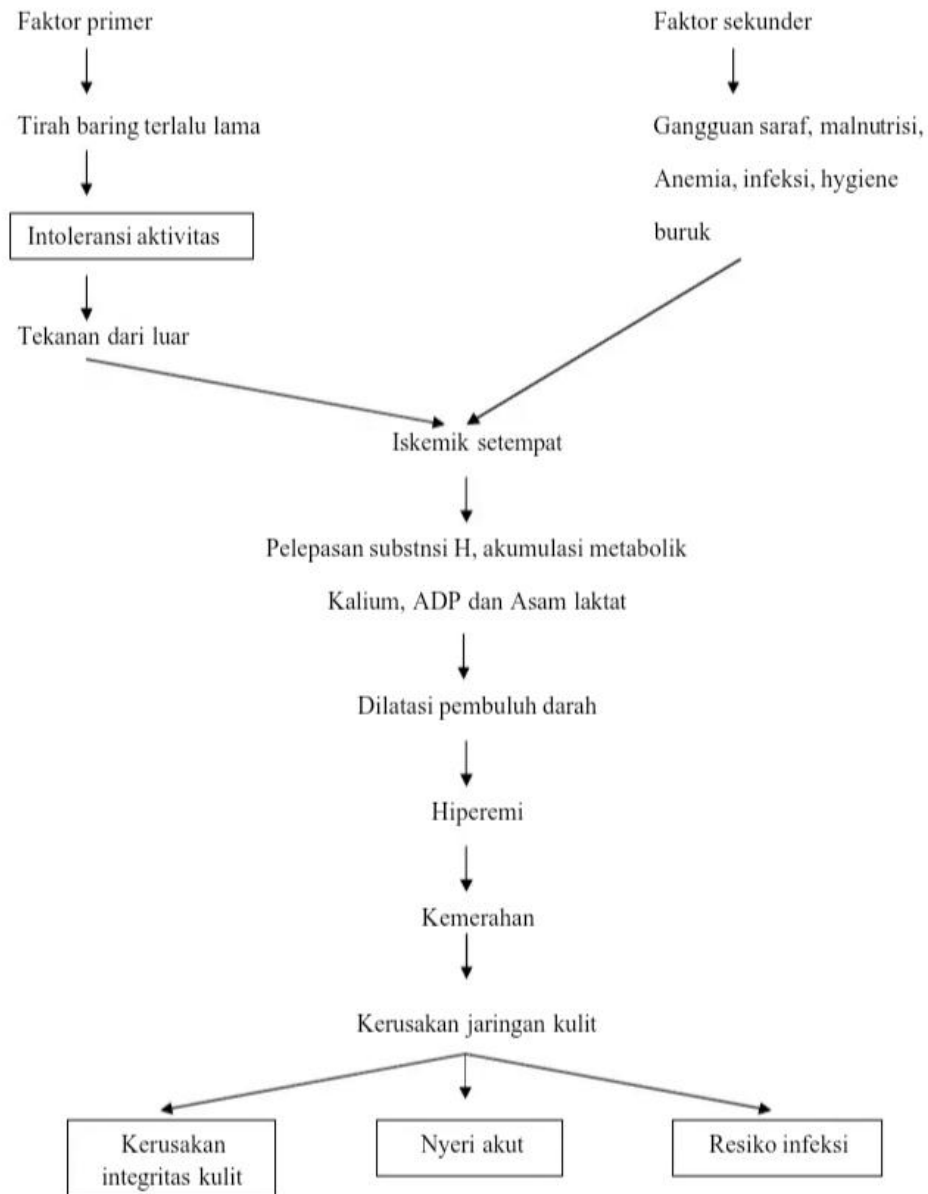 Faktor primer
Faktor sekunder
Tirah baring terlalu lama
Gangguan saraf, malnutrisi,
Anemia, infeksi, hygiene
buruk
Intoleransi aktivitas
Tekanan dari luar
Iskemik setempat
Pelepasan substnsi H, akumulasi metabolik
Kalium, ADP dan Asam laktat
Dilatasi pembuluh darah
Hiperemi
Kemerahan
Kerusakan jaringan kulit
Kerusakan
integritas kulit
Nyeri akut
Resiko infeksi